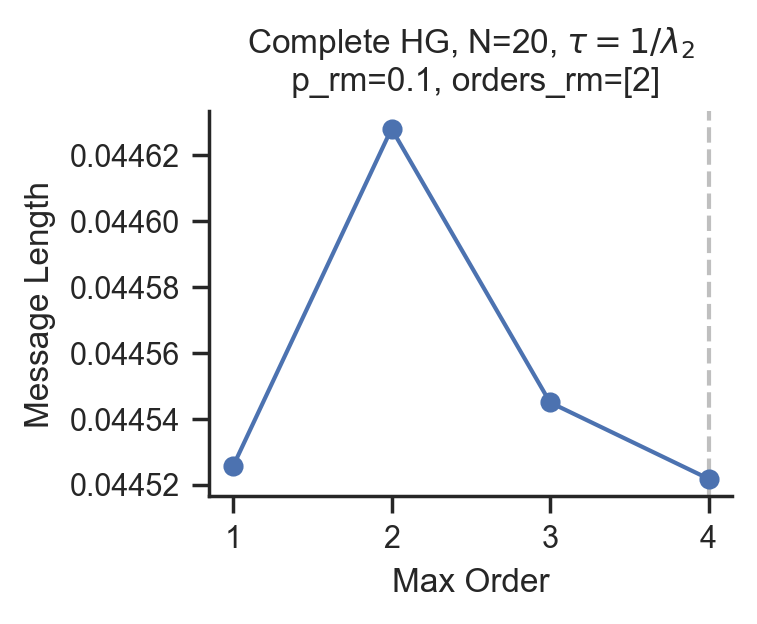 Complete HG, N=20, τ = 1/λ₂
p_rm=0.1, orders_rm=[2]
Message Length
0.04462
0.04460
0.04458
0.04456
0.04454
0.04452
1 2 3 4
Max Order